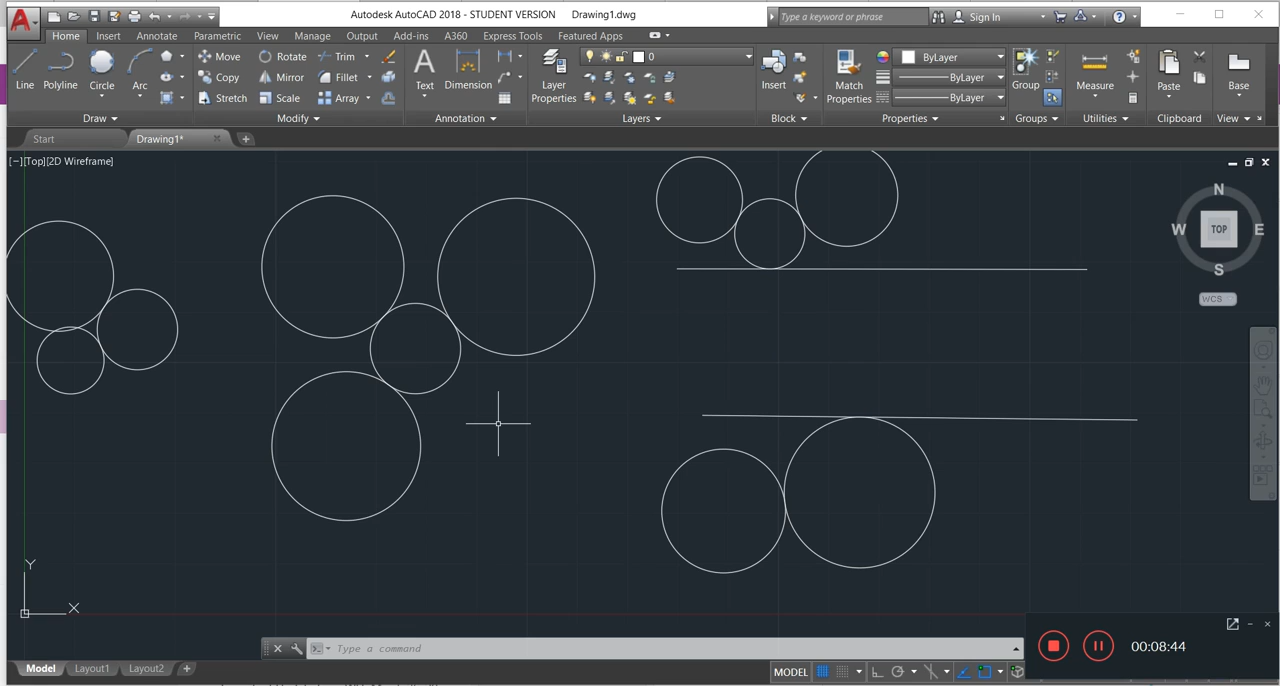 Autodesk AutoCAD 2018 - STUDENT VERSION Drawing1.dwg
Type a keyword or phrase
Sign In
Home Insert Annotate Parametric View Manage Output Add-ins A360 Express Tools Featured Apps
Line Polyline Circle Arc
Move Rotate Trim
Copy Mirror Fillet
Stretch Scale Array
Text Dimension
Layer Properties
0
Insert
Match Properties
ByLayer
ByLayer
ByLayer
Group
Measure
Paste
Base
Draw Modify Annotation Layers Block Properties Groups Utilities Clipboard View
Start Drawing1*
[−][Top][2D Wireframe]
N
W TOP E
S
WCS
Y
X
Type a command
00:08:44
Model Layout1 Layout2
MODEL